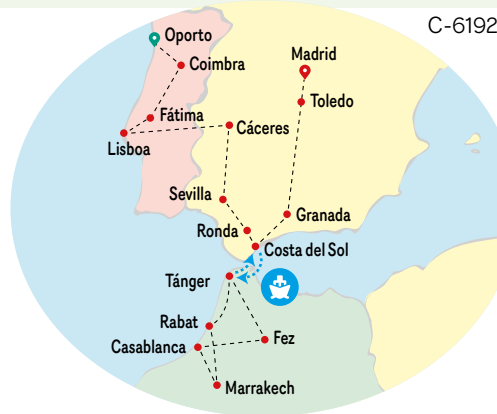 C-6192
Oporto
Madrid
Coimbra
Toledo
Fátima
Cáceres
Lisboa
Sevilla
Granada
Ronda
Costa del Sol
Tánger
Rabat
Fez
Casablanca
Marrakech